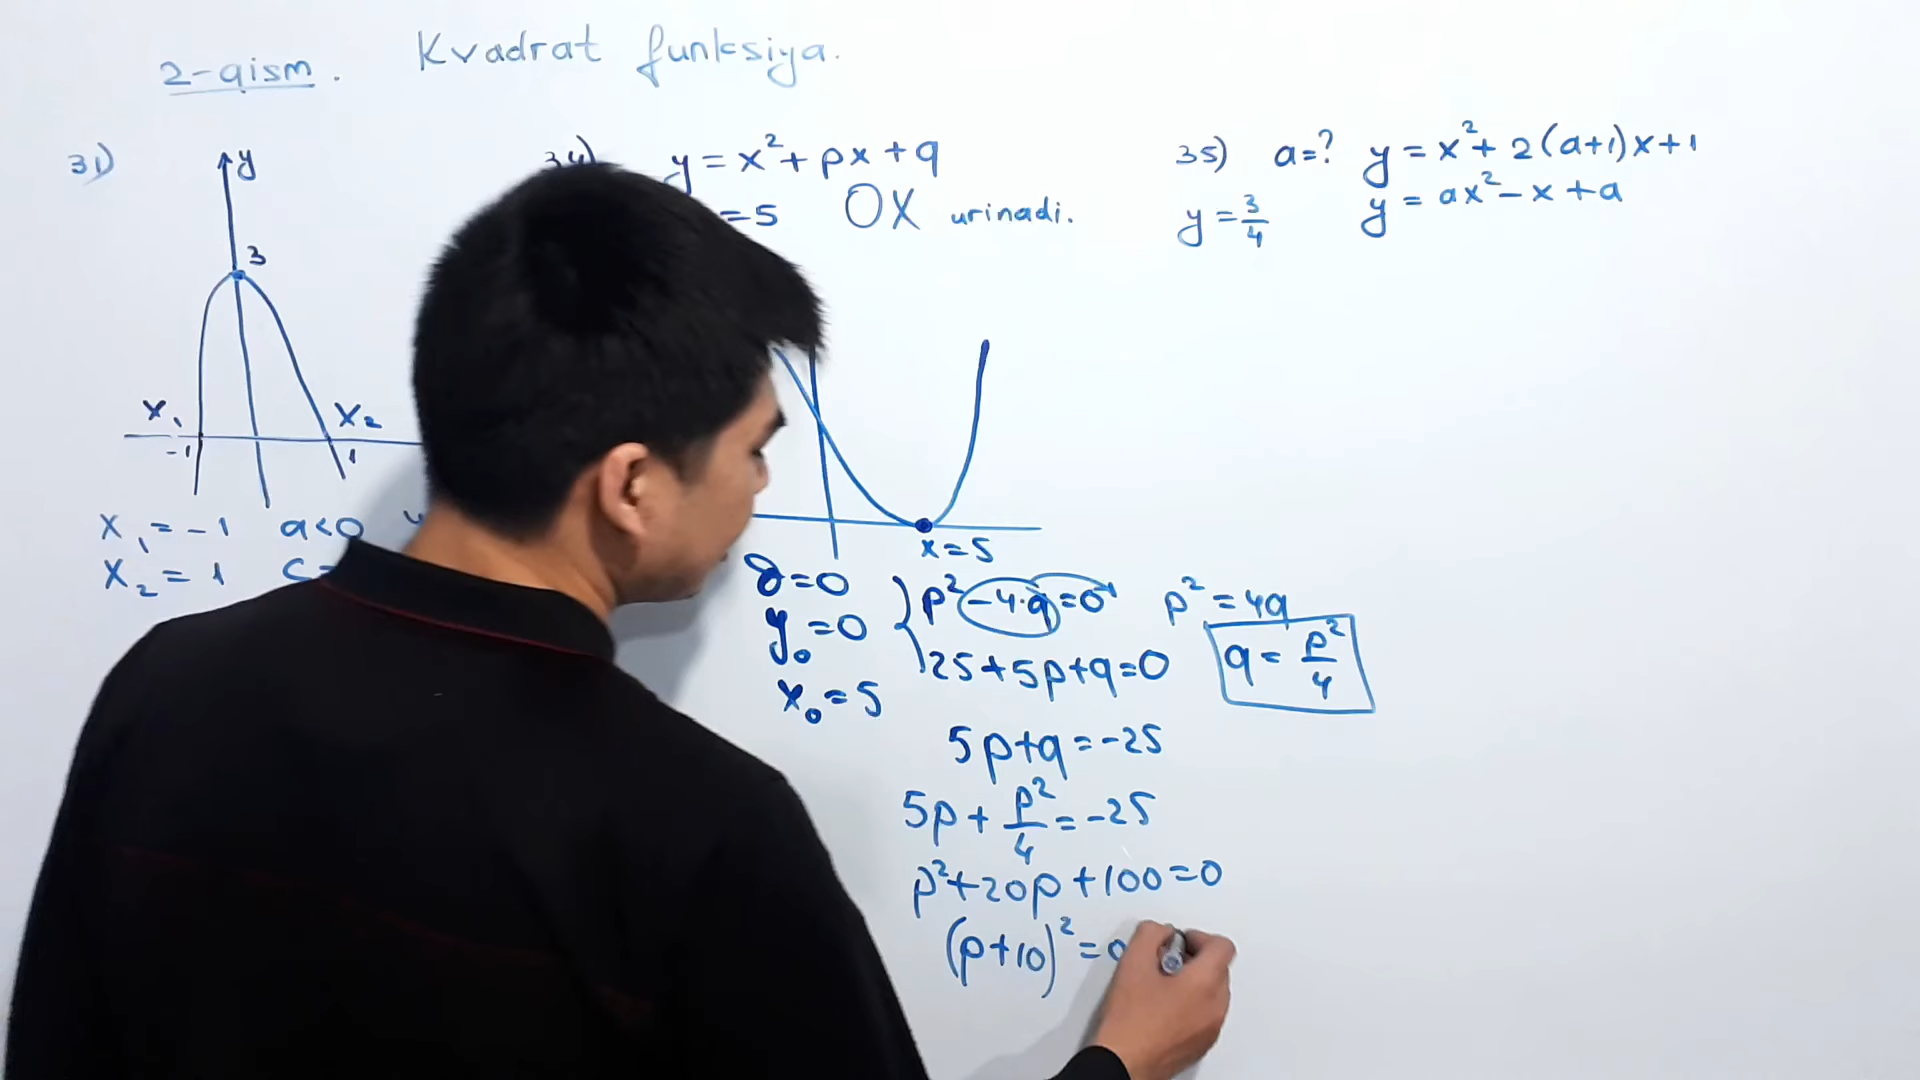 2-qism. Kvadrat funksiya.
31)
y
3
x₁ x₂
-1 1
x₁ = -1 a<0
x₂ = 1 c=
34) y = x² + px + q
=5 OX urinadi.
x=5
D=0
y₀=0
x₀=5
p² -4·q=0
25+5p+q=0
p² = 4q
q = p²/4
5p+q=-25
5p + p²/4 = -25
p²+20p+100=0
(p+10)²=0
35) a=? y = x² + 2(a+1)x+1
y = 3/4 y = ax² - x + a